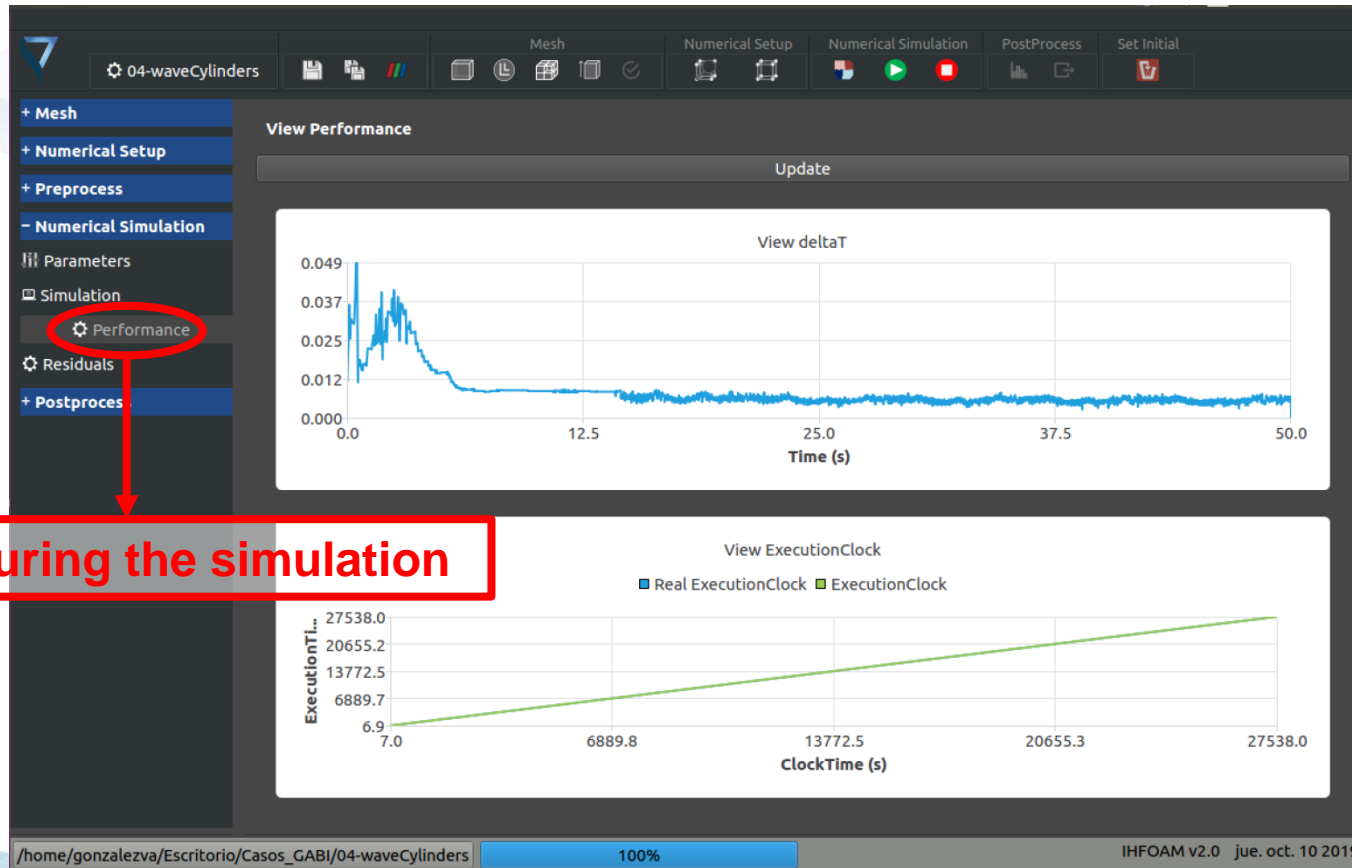 Mesh
Numerical Setup
Numerical Simulation
PostProcess
Set Initial
04-waveCylinders
+ Mesh
+ Numerical Setup
+ Preprocess
− Numerical Simulation
Parameters
Simulation
Performance
Residuals
+ Postprocess
View Performance
Update
View deltaT
0.049
0.037
0.025
0.012
0.000
0.0 12.5 25.0 37.5 50.0
Time (s)
uring the simulation
View ExecutionClock
Real ExecutionClock ExecutionClock
ExecutionTi...
27538.0
20655.2
13772.5
6889.7
6.9
7.0 6889.8 13772.5 20655.3 27538.0
ClockTime (s)
/home/gonzalezva/Escritorio/Casos_GABI/04-waveCylinders
100%
IHFOAM v2.0 jue. oct. 10 2019